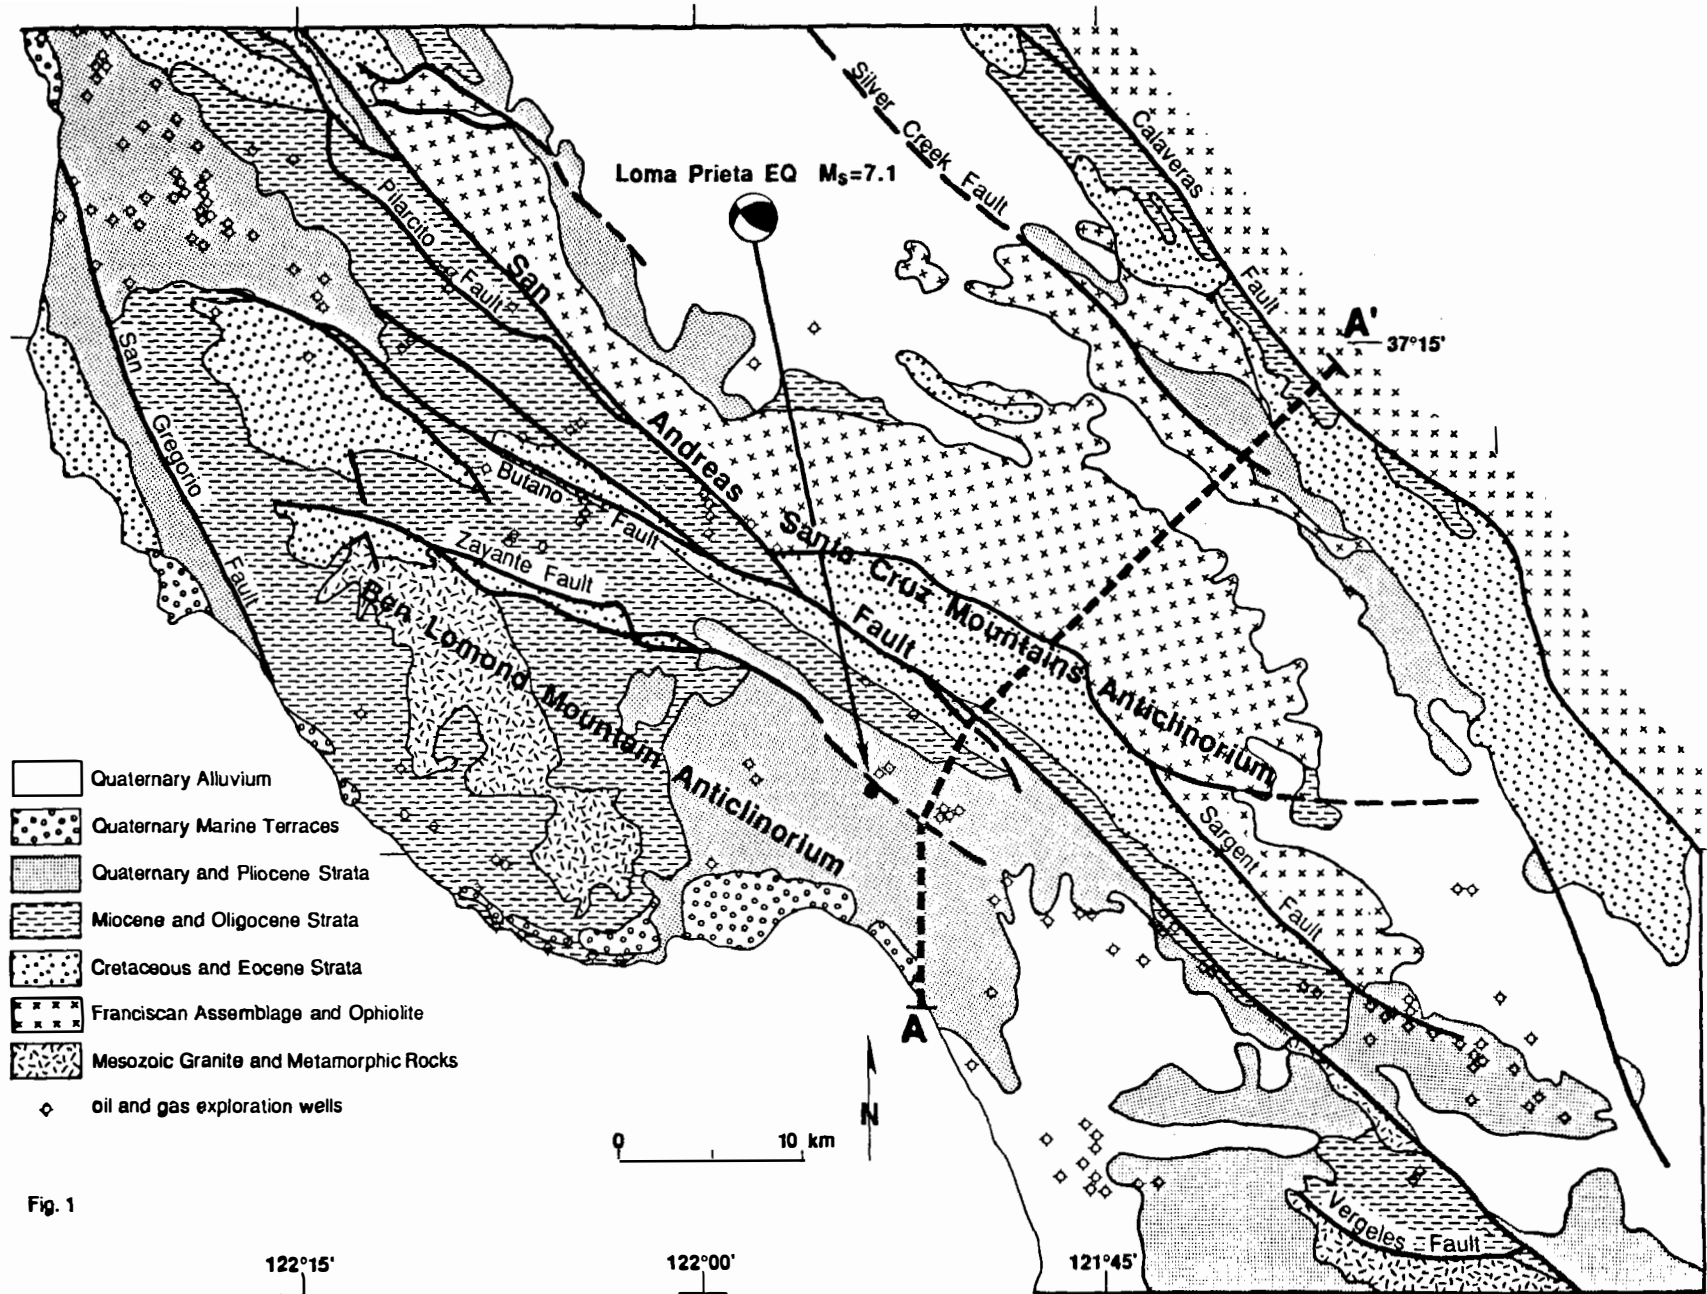 Silver Creek Fault
Calaveras Fault
Loma Prieta EQ Ms=7.1
Pilarcito Fault
San Andreas Fault
A'
37°15'
San Gregorio Fault
Butano Fault
Zayante Fault
Santa Cruz Mountains Anticlinorium
Ben Lomond Mountain Anticlinorium
Sargent Fault
Quaternary Alluvium
Quaternary Marine Terraces
Quaternary and Pliocene Strata
Miocene and Oligocene Strata
Cretaceous and Eocene Strata
Franciscan Assemblage and Ophiolite
Mesozoic Granite and Metamorphic Rocks
oil and gas exploration wells
A
N
0 10 km
Vergeles Fault
Fig. 1
122°15' 122°00' 121°45'